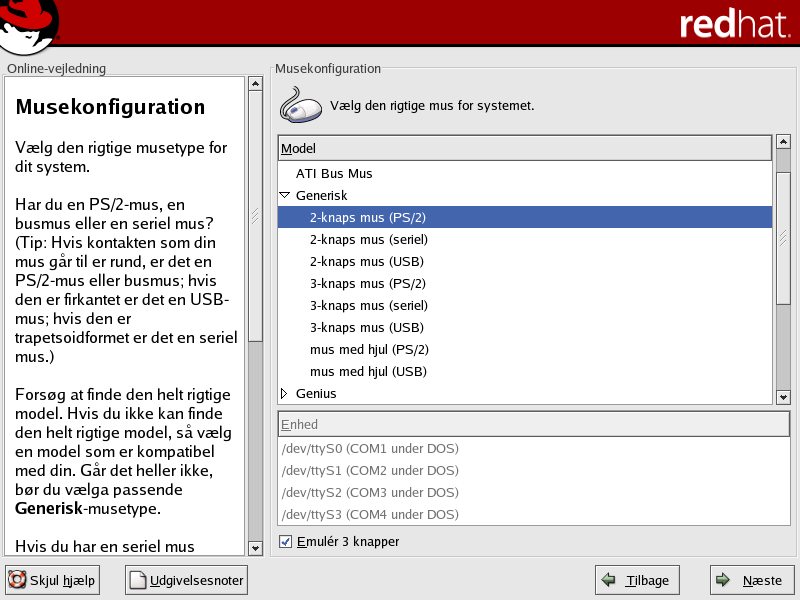 redhat.
Online-vejledning
Musekonfiguration
Vælg den rigtige musetype for
dit system.
Har du en PS/2-mus, en
busmus eller en seriel mus?
(Tip: Hvis kontakten som din
mus går til er rund, er det en
PS/2-mus eller busmus; hvis
den er firkantet er det en USB-
mus; hvis den er
trapetsoidformet er det en seriel
mus.)
Forsøg at finde den helt rigtige
model. Hvis du ikke kan finde
den helt rigtige model, så vælg
en model som er kompatibel
med din. Går det heller ikke,
bør du vælga passende
Generisk-musetype.
Hvis du har en seriel mus
Musekonfiguration
Vælg den rigtige mus for systemet.
Model
ATI Bus Mus
Generisk
2-knaps mus (PS/2)
2-knaps mus (seriel)
2-knaps mus (USB)
3-knaps mus (PS/2)
3-knaps mus (seriel)
3-knaps mus (USB)
mus med hjul (PS/2)
mus med hjul (USB)
Genius
Enhed
/dev/ttyS0 (COM1 under DOS)
/dev/ttyS1 (COM2 under DOS)
/dev/ttyS2 (COM3 under DOS)
/dev/ttyS3 (COM4 under DOS)
Emulér 3 knapper
Skjul hjælp
Udgivelsesnoter
Tilbage
Næste